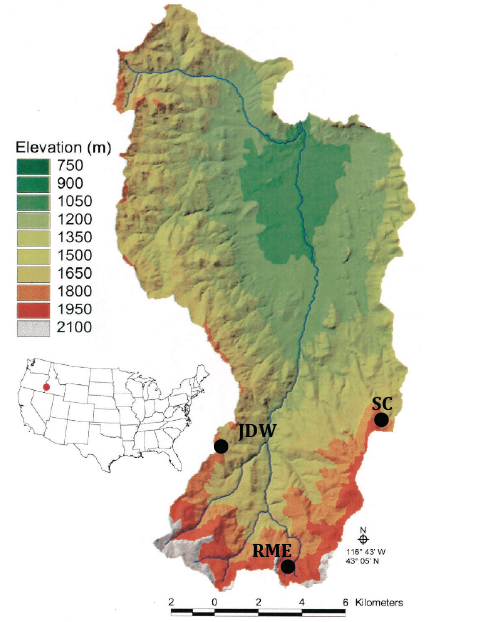 Elevation (m)
750
900
1050
1200
1350
1500
1650
1800
1950
2100
SC
JDW
RME
N
116° 43' W
43° 05' N
2 0 2 4 6 Kilometers